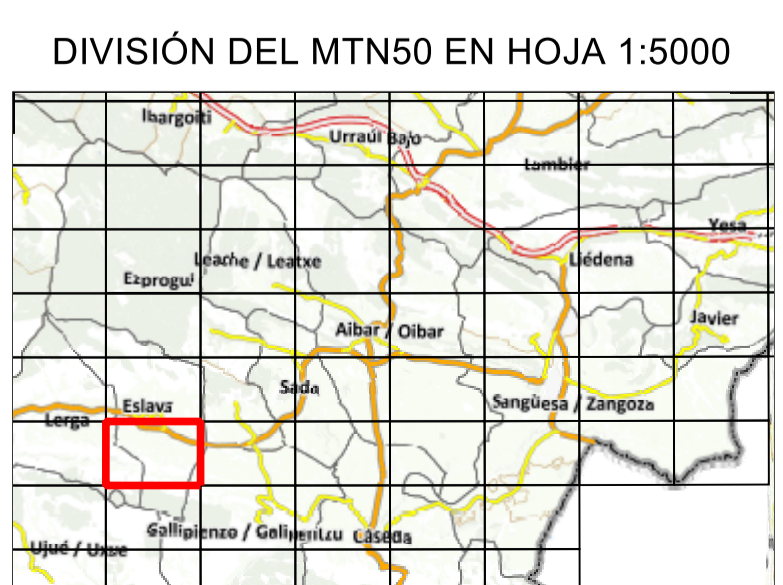 DIVISIÓN DEL MTN50 EN HOJA 1:5000
Ibargoiti
Urraúl Bajo
Lumbier
Yesa
Leache / Leatxe
Liédena
Ezprogui
Javier
Aibar / Oibar
Sada
Eslava
Sangüesa / Zangoza
Lerga
Gallipienzo / Galipentzu
Cáseda
Ujué / Uxue